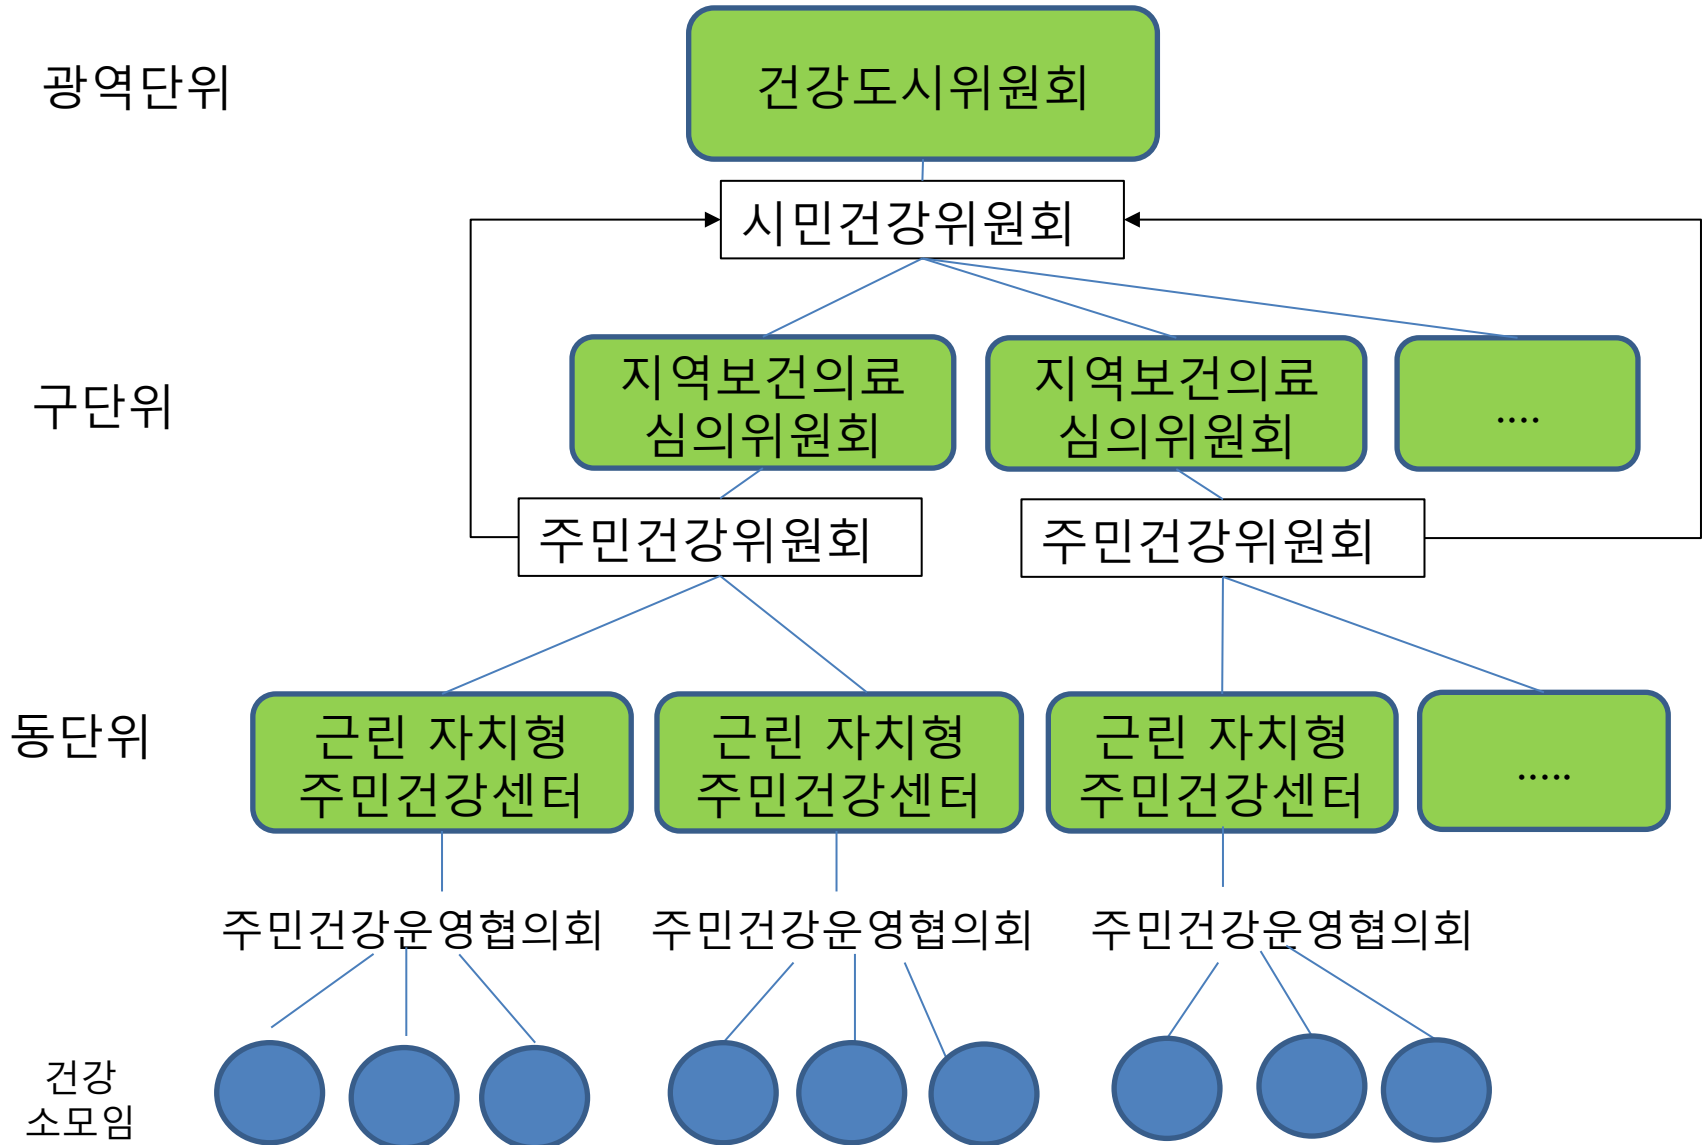 광역단위
건강도시위원회
시민건강위원회
구단위
지역보건의료
심의위원회
지역보건의료
심의위원회
....
주민건강위원회
주민건강위원회
동단위
근린 자치형
주민건강센터
근린 자치형
주민건강센터
근린 자치형
주민건강센터
.....
주민건강운영협의회
주민건강운영협의회
주민건강운영협의회
건강
소모임